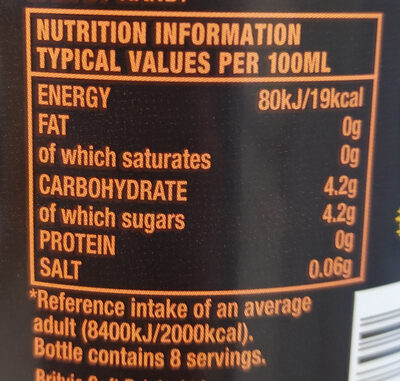 NUTRITION INFORMATION
TYPICAL VALUES PER 100ML
ENERGY 80kJ/19kcal
FAT 0g
of which saturates 0g
CARBOHYDRATE 4.2g
of which sugars 4.2g
PROTEIN 0g
SALT 0.06g
*Reference intake of an average
adult (8400kJ/2000kcal).
Bottle contains 8 servings.